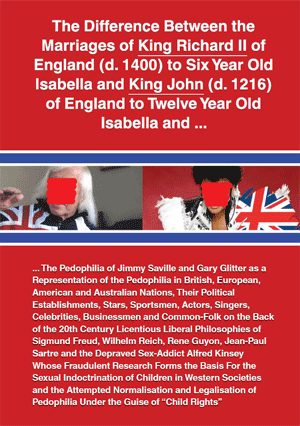 The Difference Between the
Marriages of King Richard II of
England (d. 1400) to Six Year Old
Isabella and King John (d. 1216)
of England to Twelve Year Old
Isabella and ...
... The Pedophilia of Jimmy Saville and Gary Glitter as a
Representation of the Pedophilia in British, European,
American and Australian Nations, Their Political
Establishments, Stars, Sportsmen, Actors, Singers,
Celebrities, Businessmen and Common-Folk on the Back
of the 20th Century Licentious Liberal Philosophies of
Sigmund Freud, Wilhelm Reich, Rene Guyon, Jean-Paul
Sartre and the Depraved Sex-Addict Alfred Kinsey
Whose Fraudulent Research Forms the Basis For the
Sexual Indoctrination of Children in Western Societies
and the Attempted Normalisation and Legalisation of
Pedophilia Under the Guise of “Child Rights”